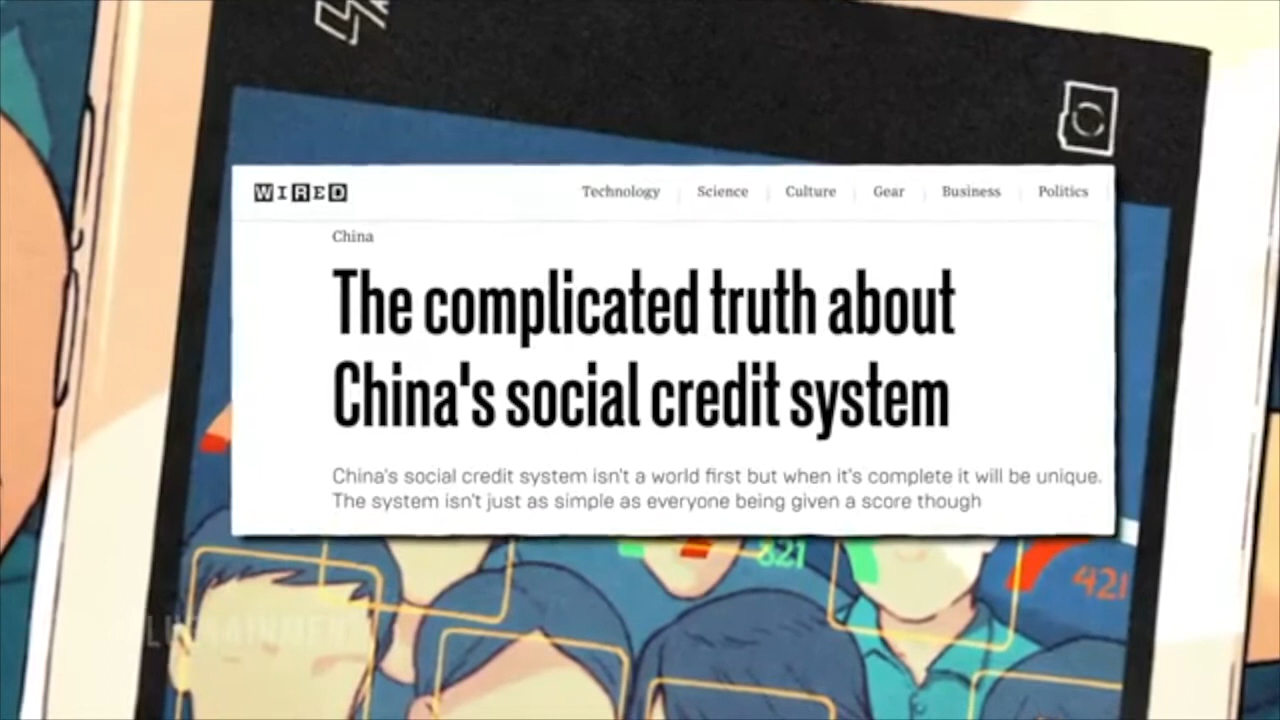 WIRED
Technology
Science
Culture
Gear
Business
Politics
China
The complicated truth about
China's social credit system
China's social credit system isn't a world first but when it's complete it will be unique.
The system isn't just as simple as everyone being given a score though
621
421